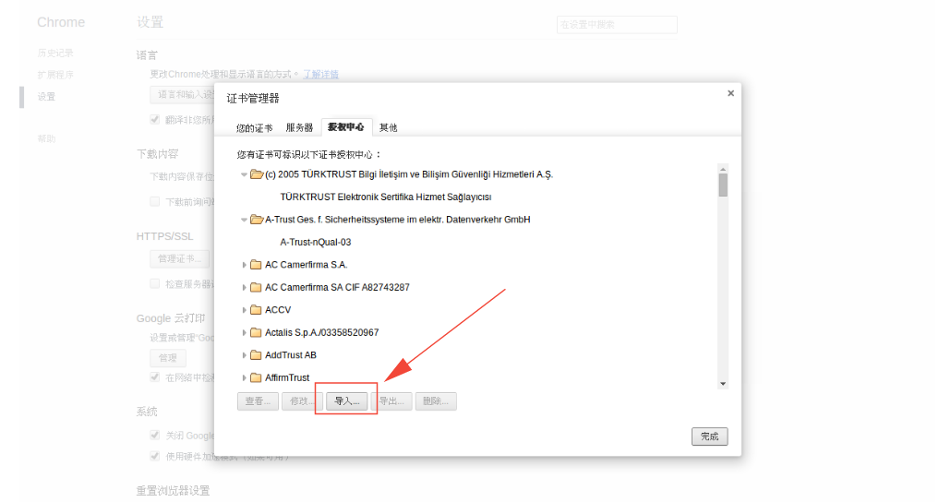 Chrome
设置
在设置中搜索
历史记录
扩展程序
设置
帮助
语言
更改Chrome处理和显示语言的方式。了解详情
语言和输入设
翻译非您所
下载内容
下载内容保存位
下载前询问
HTTPS/SSL
管理证书...
检查服务器
Google 云打印
设置或管理"Goo
管理
在网络中检
系统
关闭 Google
使用硬件加速模式（如果可用）
重置浏览器设置
证书管理器
×
您的证书 服务器 授权中心 其他
您有证书可标识以下证书授权中心：
(c) 2005 TÜRKTRUST Bilgi İletişim ve Bilişim Güvenliği Hizmetleri A.Ş.
TÜRKTRUST Elektronik Sertifika Hizmet Sağlayıcısı
A-Trust Ges. f. Sicherheitssysteme im elektr. Datenverkehr GmbH
A-Trust-nQual-03
AC Camerfirma S.A.
AC Camerfirma SA CIF A82743287
ACCV
Actalis S.p.A./03358520967
AddTrust AB
AffirmTrust
查看... 修改... 导入... 导出... 删除...
完成